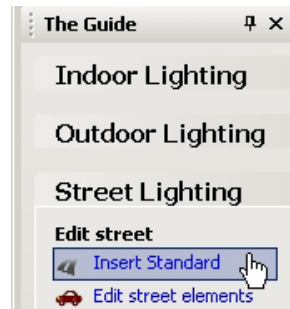 The Guide
Indoor Lighting
Outdoor Lighting
Street Lighting
Edit street
Insert Standard
Edit street elements